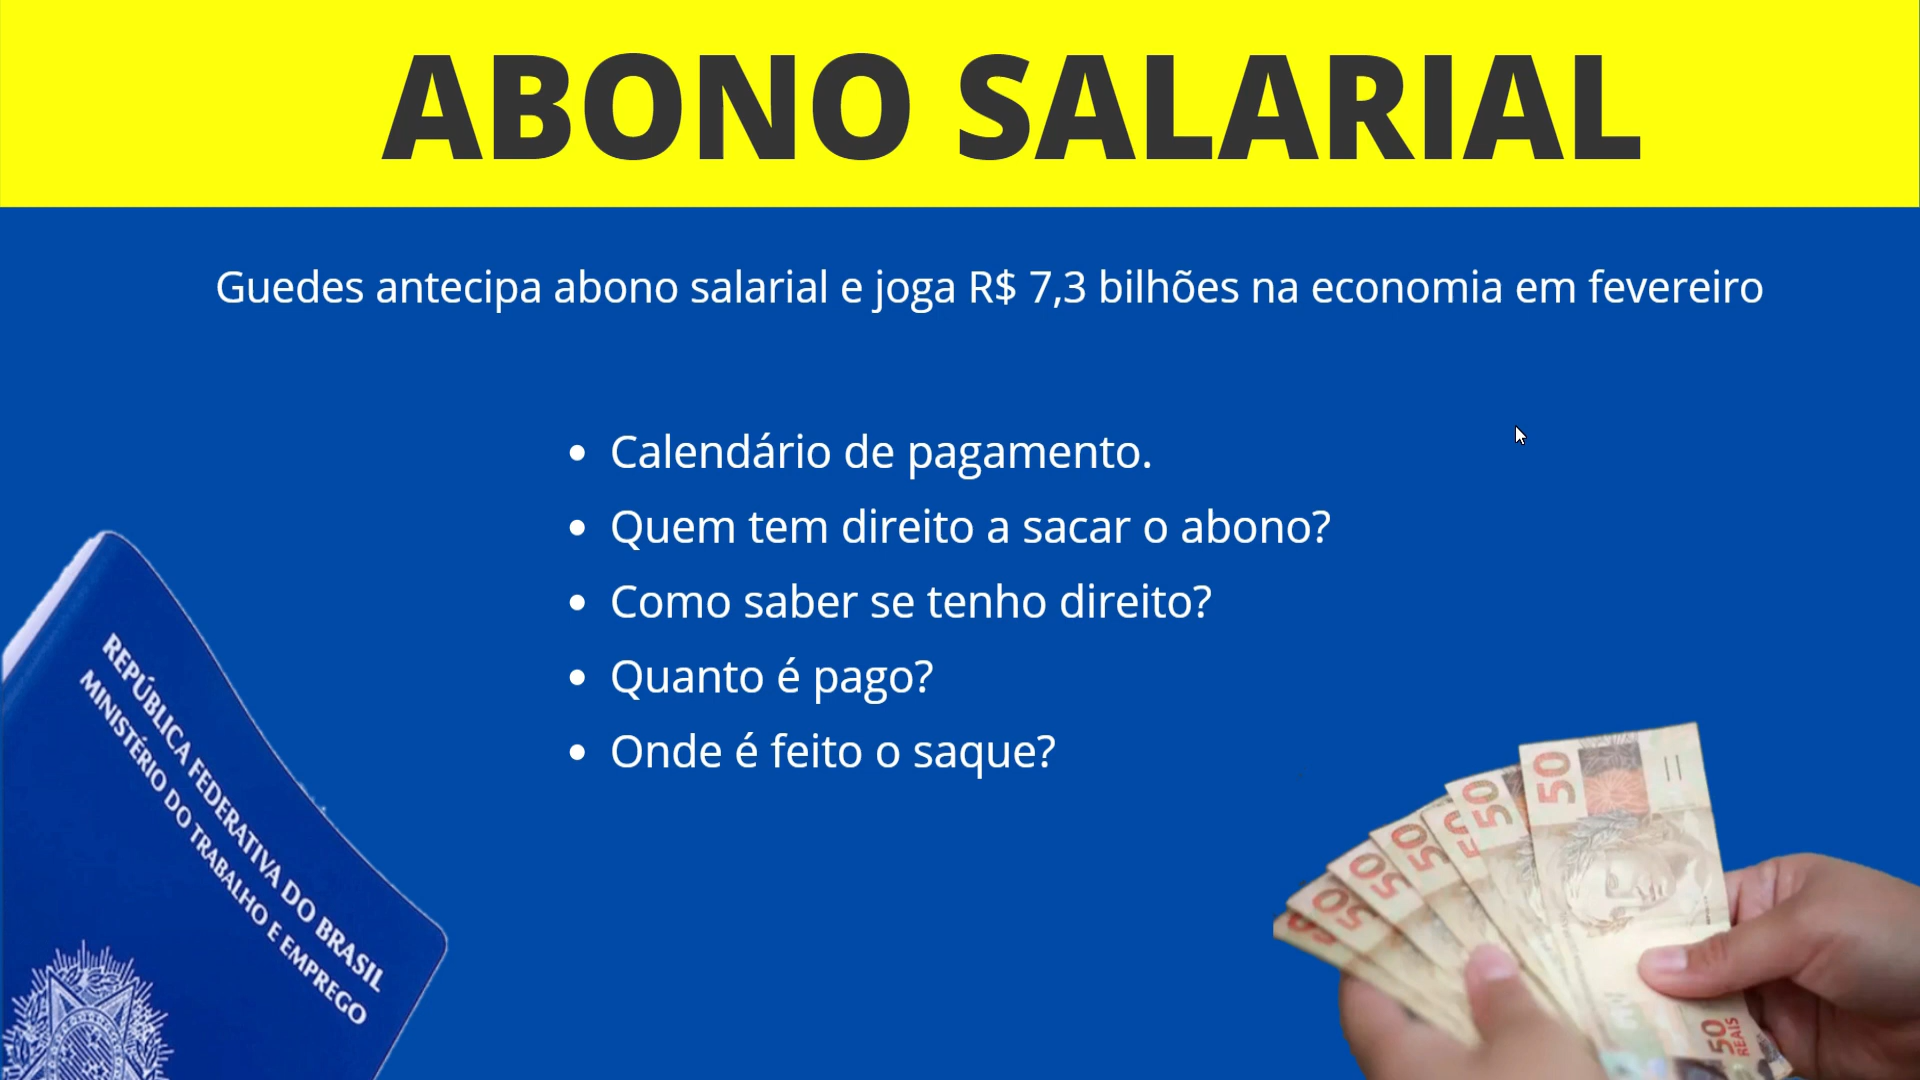 ABONO SALARIAL
Guedes antecipa abono salarial e joga R$ 7,3 bilhões na economia em fevereiro
• Calendário de pagamento.
• Quem tem direito a sacar o abono?
• Como saber se tenho direito?
• Quanto é pago?
• Onde é feito o saque?
REPÚBLICA FEDERATIVA DO BRASIL
MINISTÉRIO DO TRABALHO E EMPREGO
50
50
50
50
50
50
REAIS